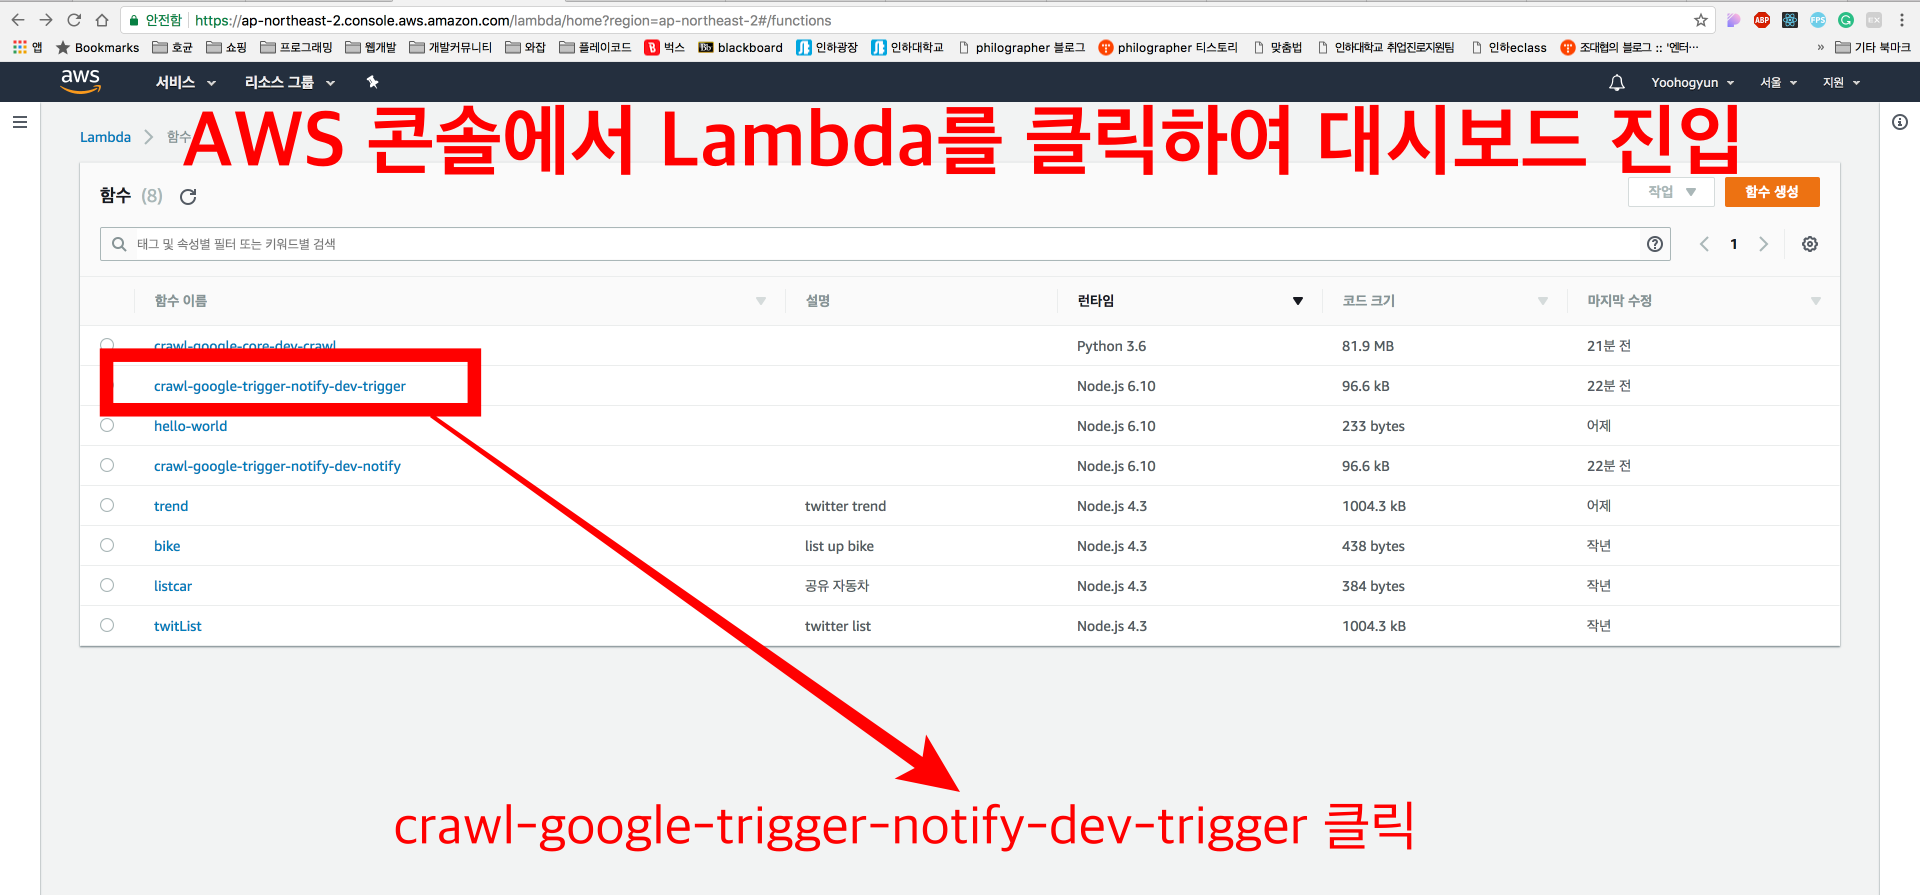 안전함 https://ap-northeast-2.console.aws.amazon.com/lambda/home?region=ap-northeast-2#/functions
앱 Bookmarks 호균 쇼핑 프로그래밍 웹개발 개발커뮤니티 와잡 플레이코드 벅스 blackboard 인하광장 인하대학교 philographer 블로그 philographer 티스토리 맞춤법 인하대학교 취업진로지원팀 인하eclass 조대협의 블로그 :: '엔터… » 기타 북마크
aws 서비스 리소스 그룹 Yoohogyun 서울 지원
AWS 콘솔에서 Lambda를 클릭하여 대시보드 진입
Lambda 함수
함수 (8) 작업 함수 생성
태그 및 속성별 필터 또는 키워드별 검색 1
함수 이름 설명 런타임 코드 크기 마지막 수정
crawl-google-core-dev-crawl Python 3.6 81.9 MB 21분 전
crawl-google-trigger-notify-dev-trigger Node.js 6.10 96.6 kB 22분 전
hello-world Node.js 6.10 233 bytes 어제
crawl-google-trigger-notify-dev-notify Node.js 6.10 96.6 kB 22분 전
trend twitter trend Node.js 4.3 1004.3 kB 어제
bike list up bike Node.js 4.3 438 bytes 작년
listcar 공유 자동차 Node.js 4.3 384 bytes 작년
twitList twitter list Node.js 4.3 1004.3 kB 작년
crawl-google-trigger-notify-dev-trigger 클릭